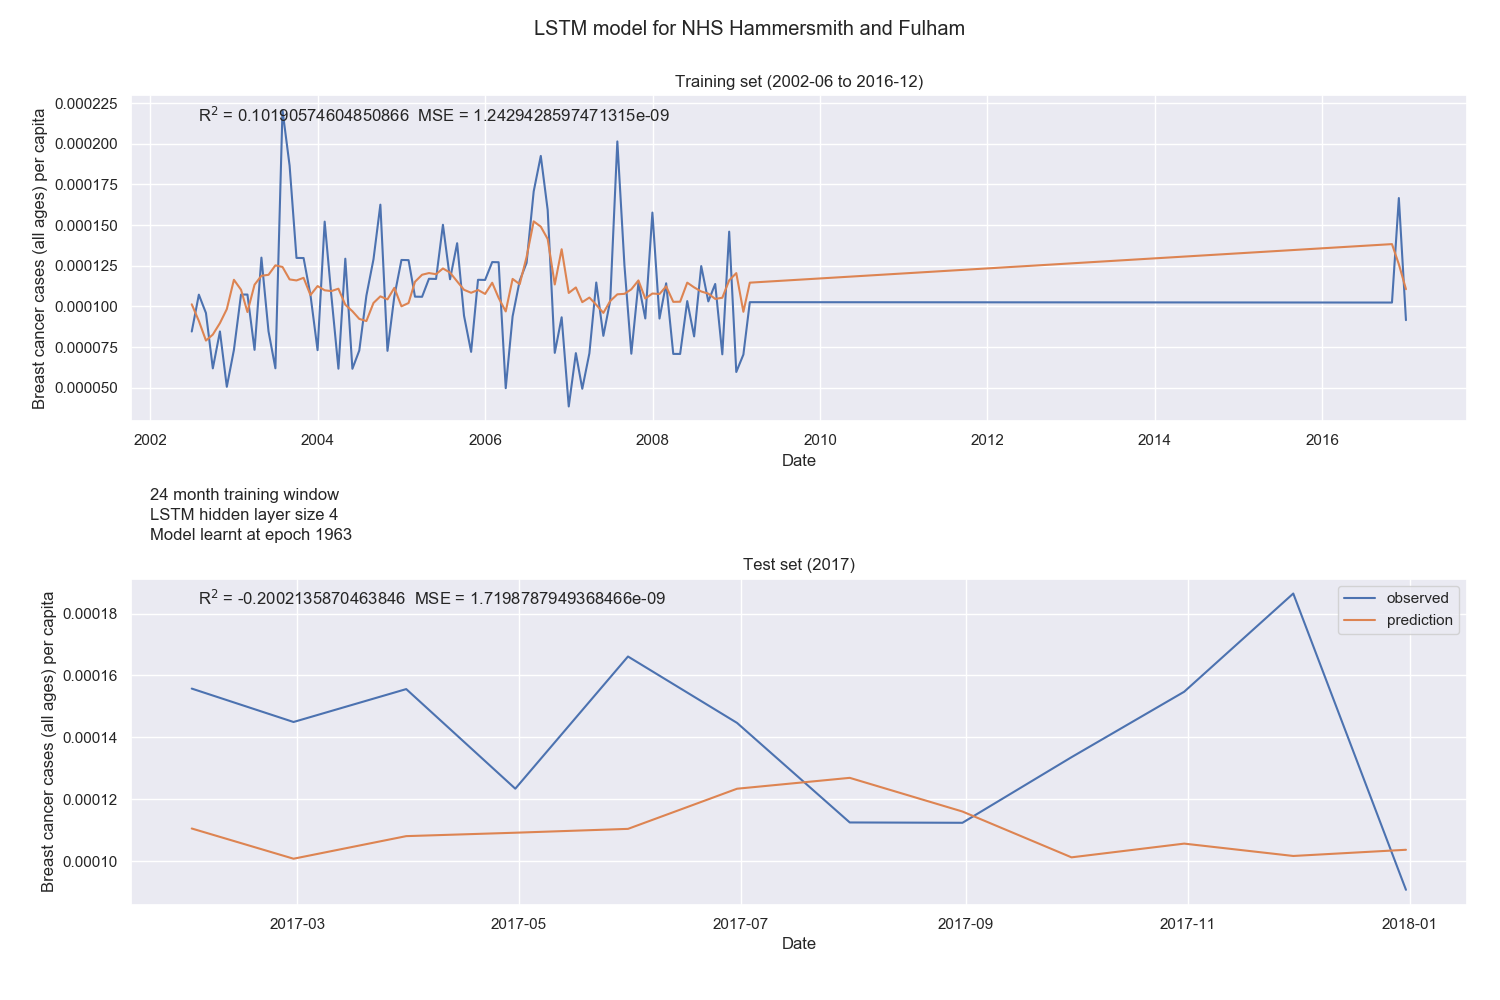 LSTM model for NHS Hammersmith and Fulham
Training set (2002-06 to 2016-12)
R² = 0.10190574604850866  MSE = 1.2429428597471315e-09
Breast cancer cases (all ages) per capita
0.000225
0.000200
0.000175
0.000150
0.000125
0.000100
0.000075
0.000050
2002 2004 2006 2008 2010 2012 2014 2016
Date
24 month training window
LSTM hidden layer size 4
Model learnt at epoch 1963
Test set (2017)
R² = -0.2002135870463846  MSE = 1.7198787949368466e-09
observed
prediction
Breast cancer cases (all ages) per capita
0.00018
0.00016
0.00014
0.00012
0.00010
2017-03 2017-05 2017-07 2017-09 2017-11 2018-01
Date